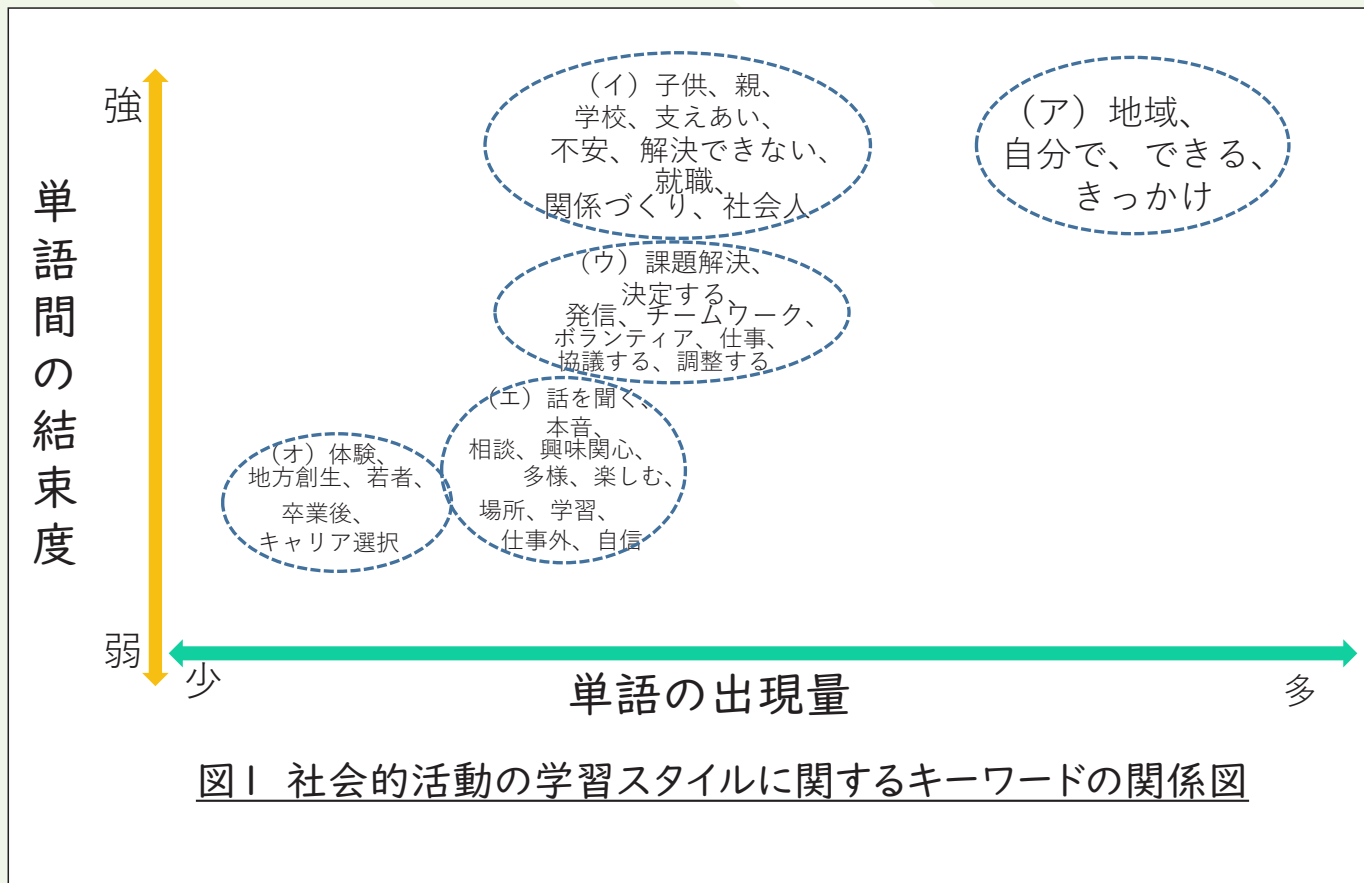 強
単語間の結束度
弱
（ア）地域、
自分で、できる、
きっかけ
（イ）子供、親、
学校、支えあい、
不安、解決できない、
就職、
関係づくり、社会人
（ウ）課題解決、
決定する、
発信、チームワーク、
ボランティア、仕事、
協議する、調整する
（エ）話を聞く、
本音、
相談、興味関心、
多様、楽しむ、
場所、学習、
仕事外、自信
（オ）体験、
地方創生、若者、
卒業後、
キャリア選択
少
単語の出現量
多
図1 社会的活動の学習スタイルに関するキーワードの関係図